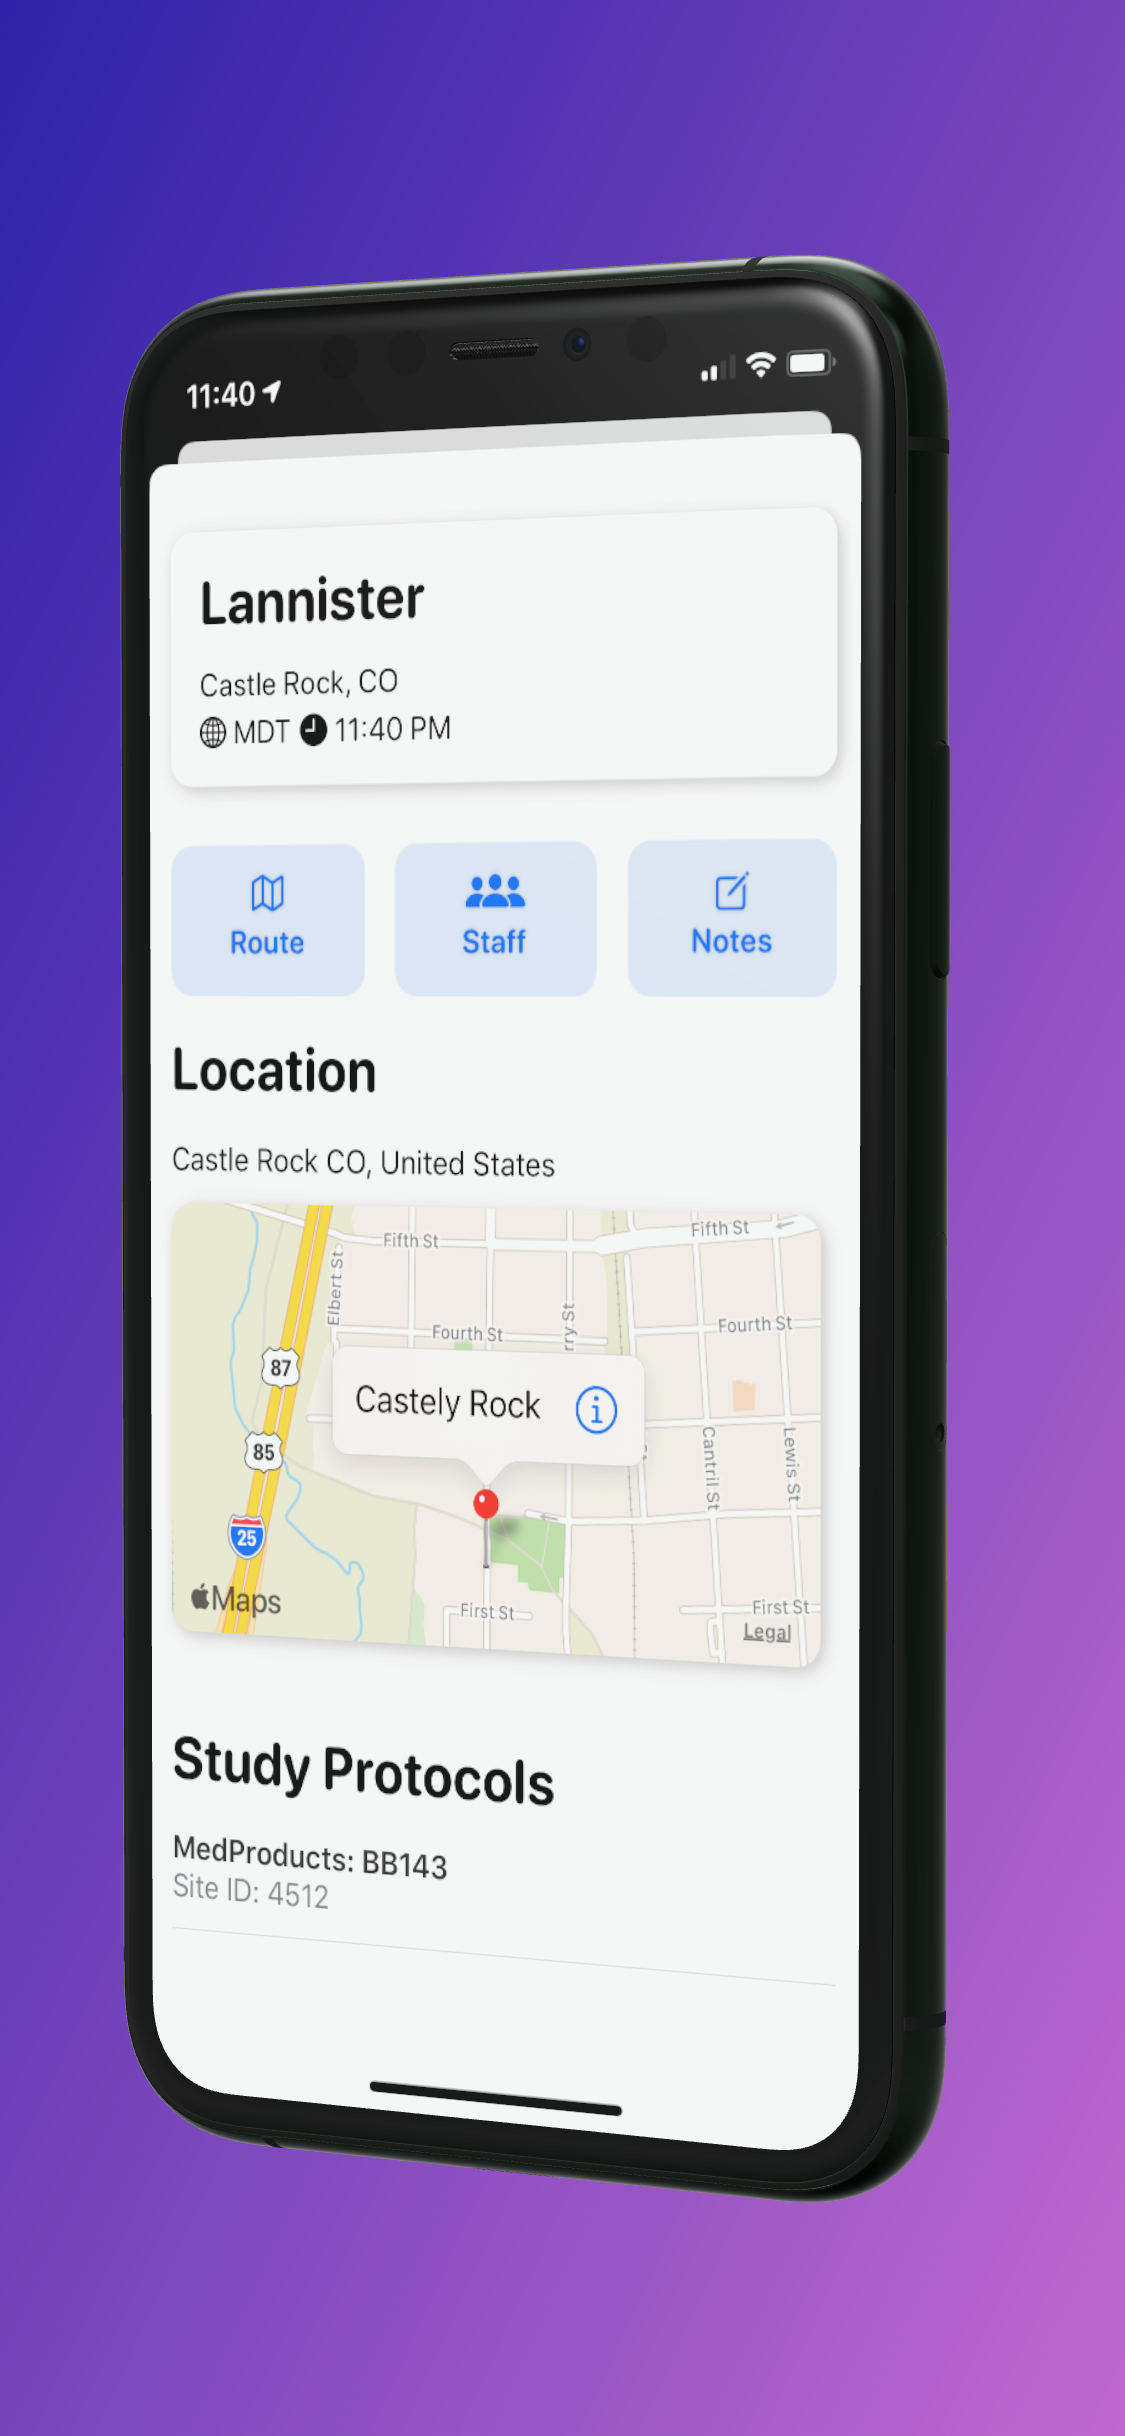 11:40
Lannister
Castle Rock, CO
MDT 11:40 PM
Route
Staff
Notes
Location
Castle Rock CO, United States
Fifth St
Fifth St
Elbert St
Fourth St
rry St
Fourth St
87
Castely Rock
85
Cantril St
Lewis St
25
Maps
First St
First St
Legal
Study Protocols
MedProducts: BB143
Site ID: 4512